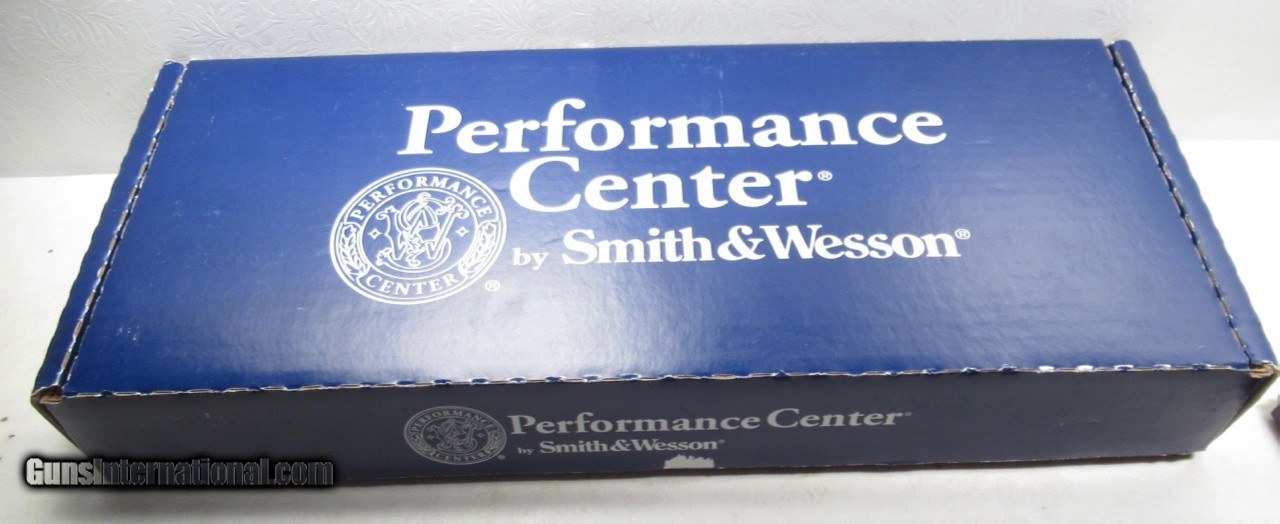 Performance
Center®
by Smith&Wesson®
PERFORMANCE
CENTER
®
Performance Center®
by Smith&Wesson®
PERFORMANCE
CENTER
GunsInternational.com